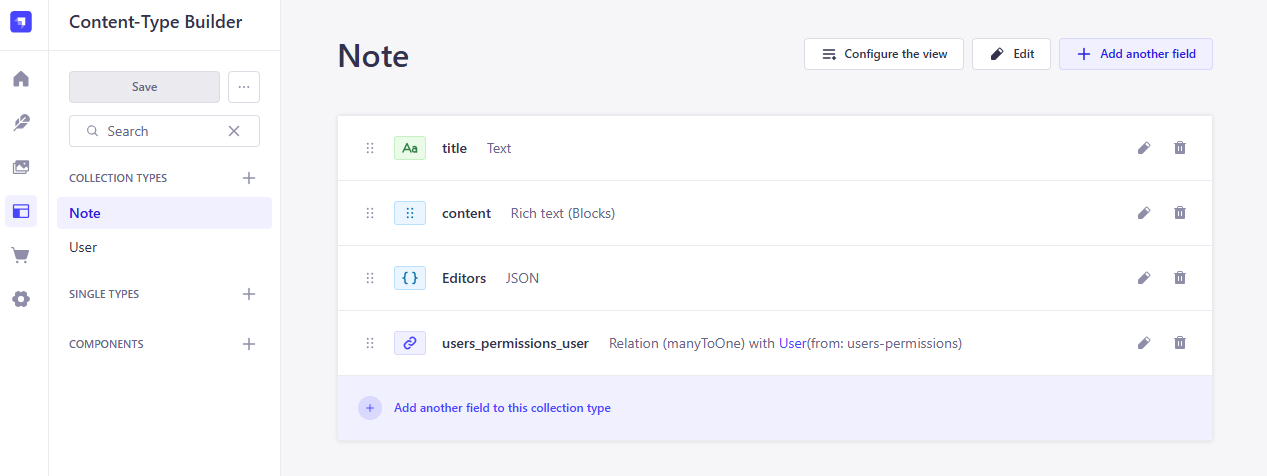 Content-Type Builder
Save
...
Search
COLLECTION TYPES
Note
User
SINGLE TYPES
COMPONENTS
Note
Configure the view
Edit
Add another field
Aa title Text
content Rich text (Blocks)
{ } Editors JSON
users_permissions_user Relation (manyToOne) with User(from: users-permissions)
Add another field to this collection type